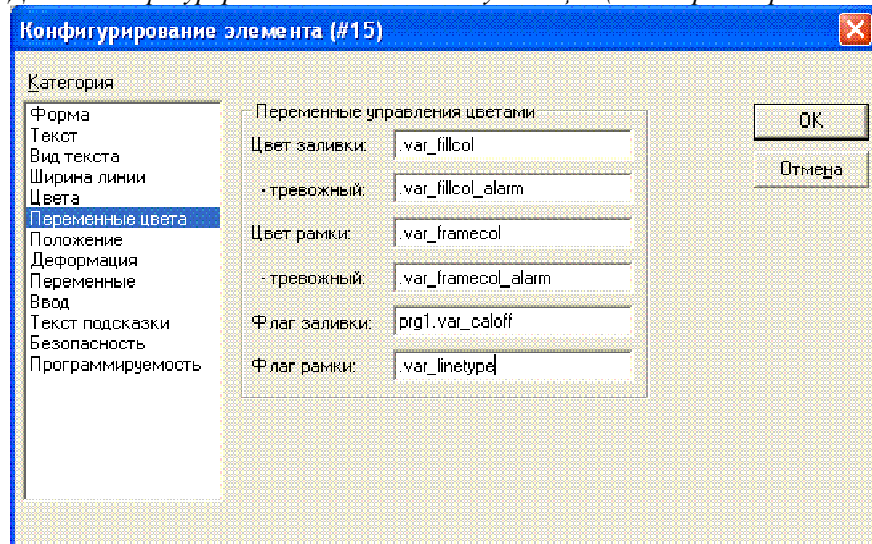 Конфигурирование элемента (#15)
Категория
Форма
Текст
Вид текста
Ширина линии
Цвета
Переменные цвета
Положение
Деформация
Переменные
Ввод
Текст подсказки
Безопасность
Программируемость
Переменные управления цветами
Цвет заливки: .var_fillcol
- тревожный: .var_fillcol_alarm
Цвет рамки: .var_framecol
- тревожный: .var_framecol_alarm
Флаг заливки: prg1.var_caloff
Флаг рамки: .var_linetype
OK
Отмена